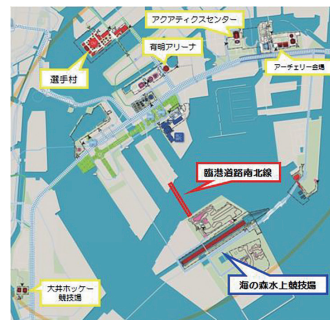 アクアティクスセンター
有明アリーナ
選手村
アーチェリー会場
臨港道路南北線
海の森水上競技場
大井ホッケー
競技場